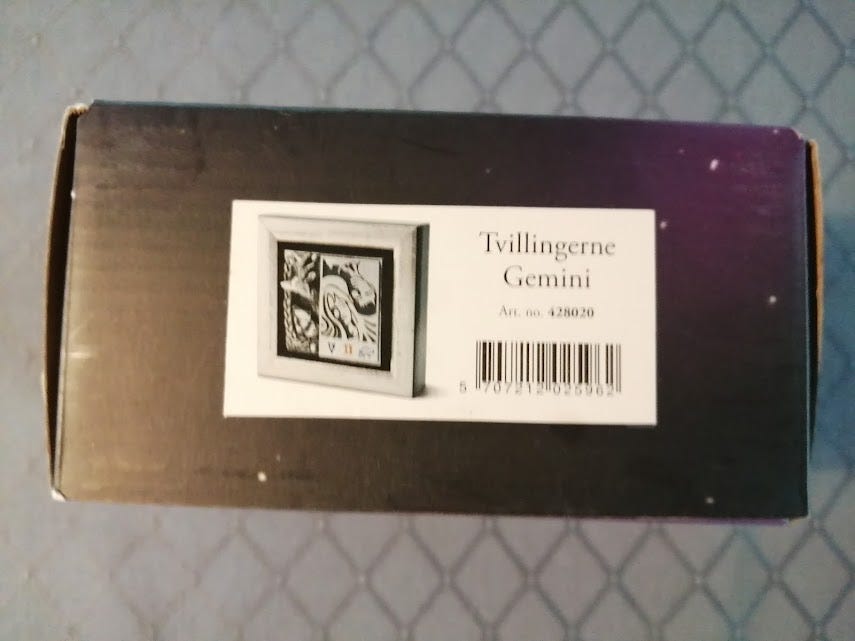 Tvillingerne
Gemini
Art. no. 428020
5 707212 025962